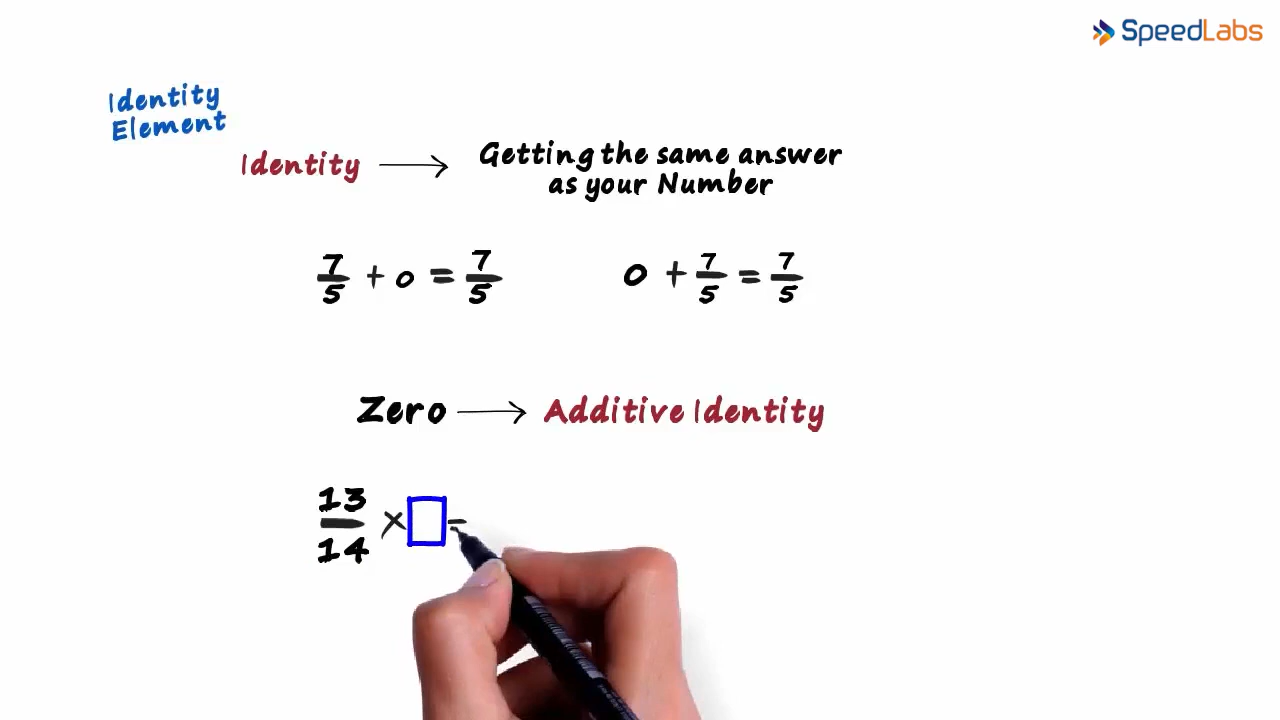 SpeedLabs
Identity
Element
Identity → Getting the same answer
as your Number
7/5 + 0 = 7/5    0 + 7/5 = 7/5
Zero → Additive Identity
13/14 × □ =